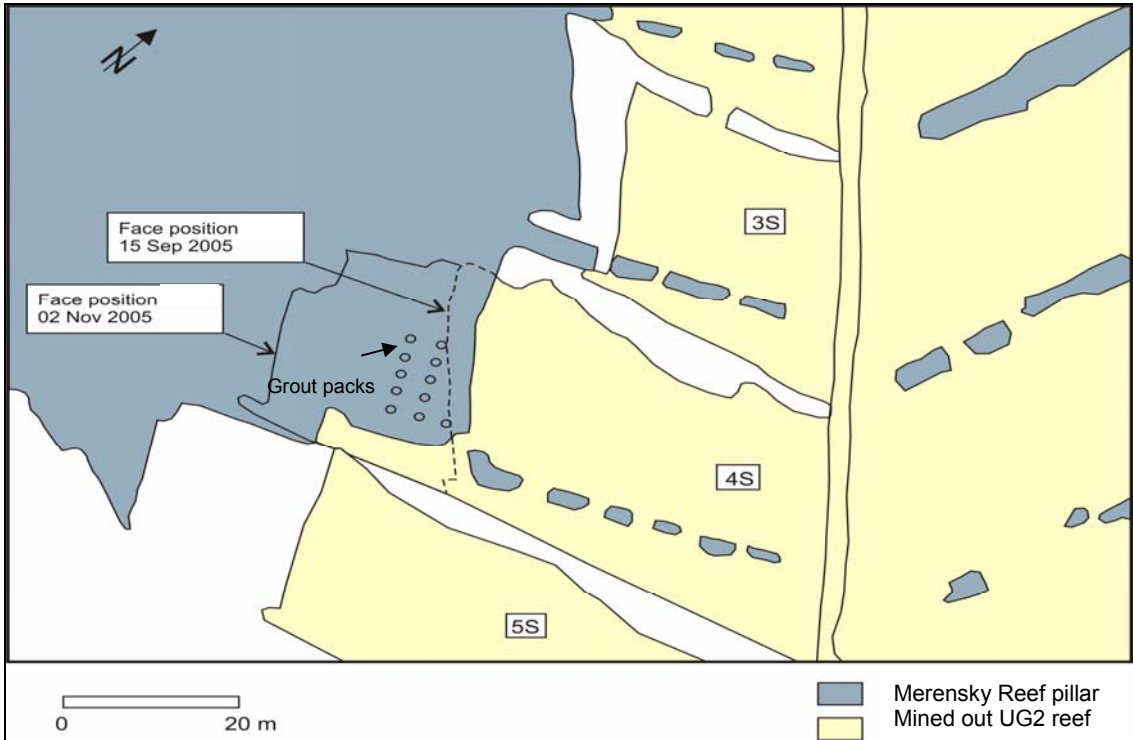 N
Face position
15 Sep 2005
Face position
02 Nov 2005
Grout packs
3S
4S
5S
0 20 m
Merensky Reef pillar
Mined out UG2 reef